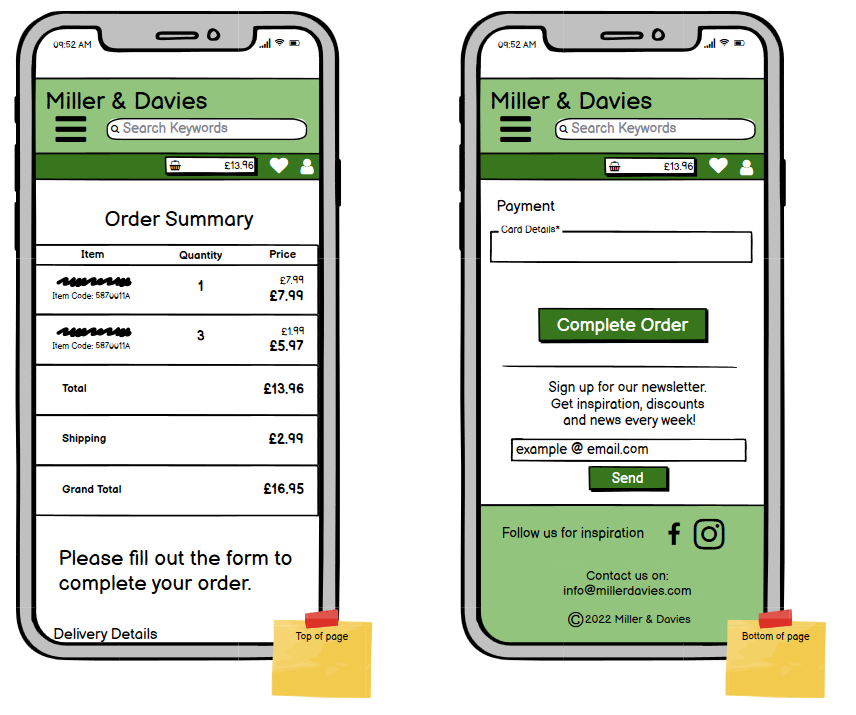 09:52 AM
Miller & Davies
Search Keywords
£13.96
Order Summary
Item Quantity Price
1 £7.99
Item Code: 5870011A £7.99
3 £1.99
Item Code: 5870011A £5.97
Total £13.96
Shipping £2.99
Grand Total £16.95
Please fill out the form to
complete your order.
Delivery Details
Top of page
09:52 AM
Miller & Davies
Search Keywords
£13.96
Payment
Card Details*
Complete Order
Sign up for our newsletter.
Get inspiration, discounts
and news every week!
example @ email.com
Send
Follow us for inspiration
Contact us on:
info@millerdavies.com
©2022 Miller & Davies
Bottom of page